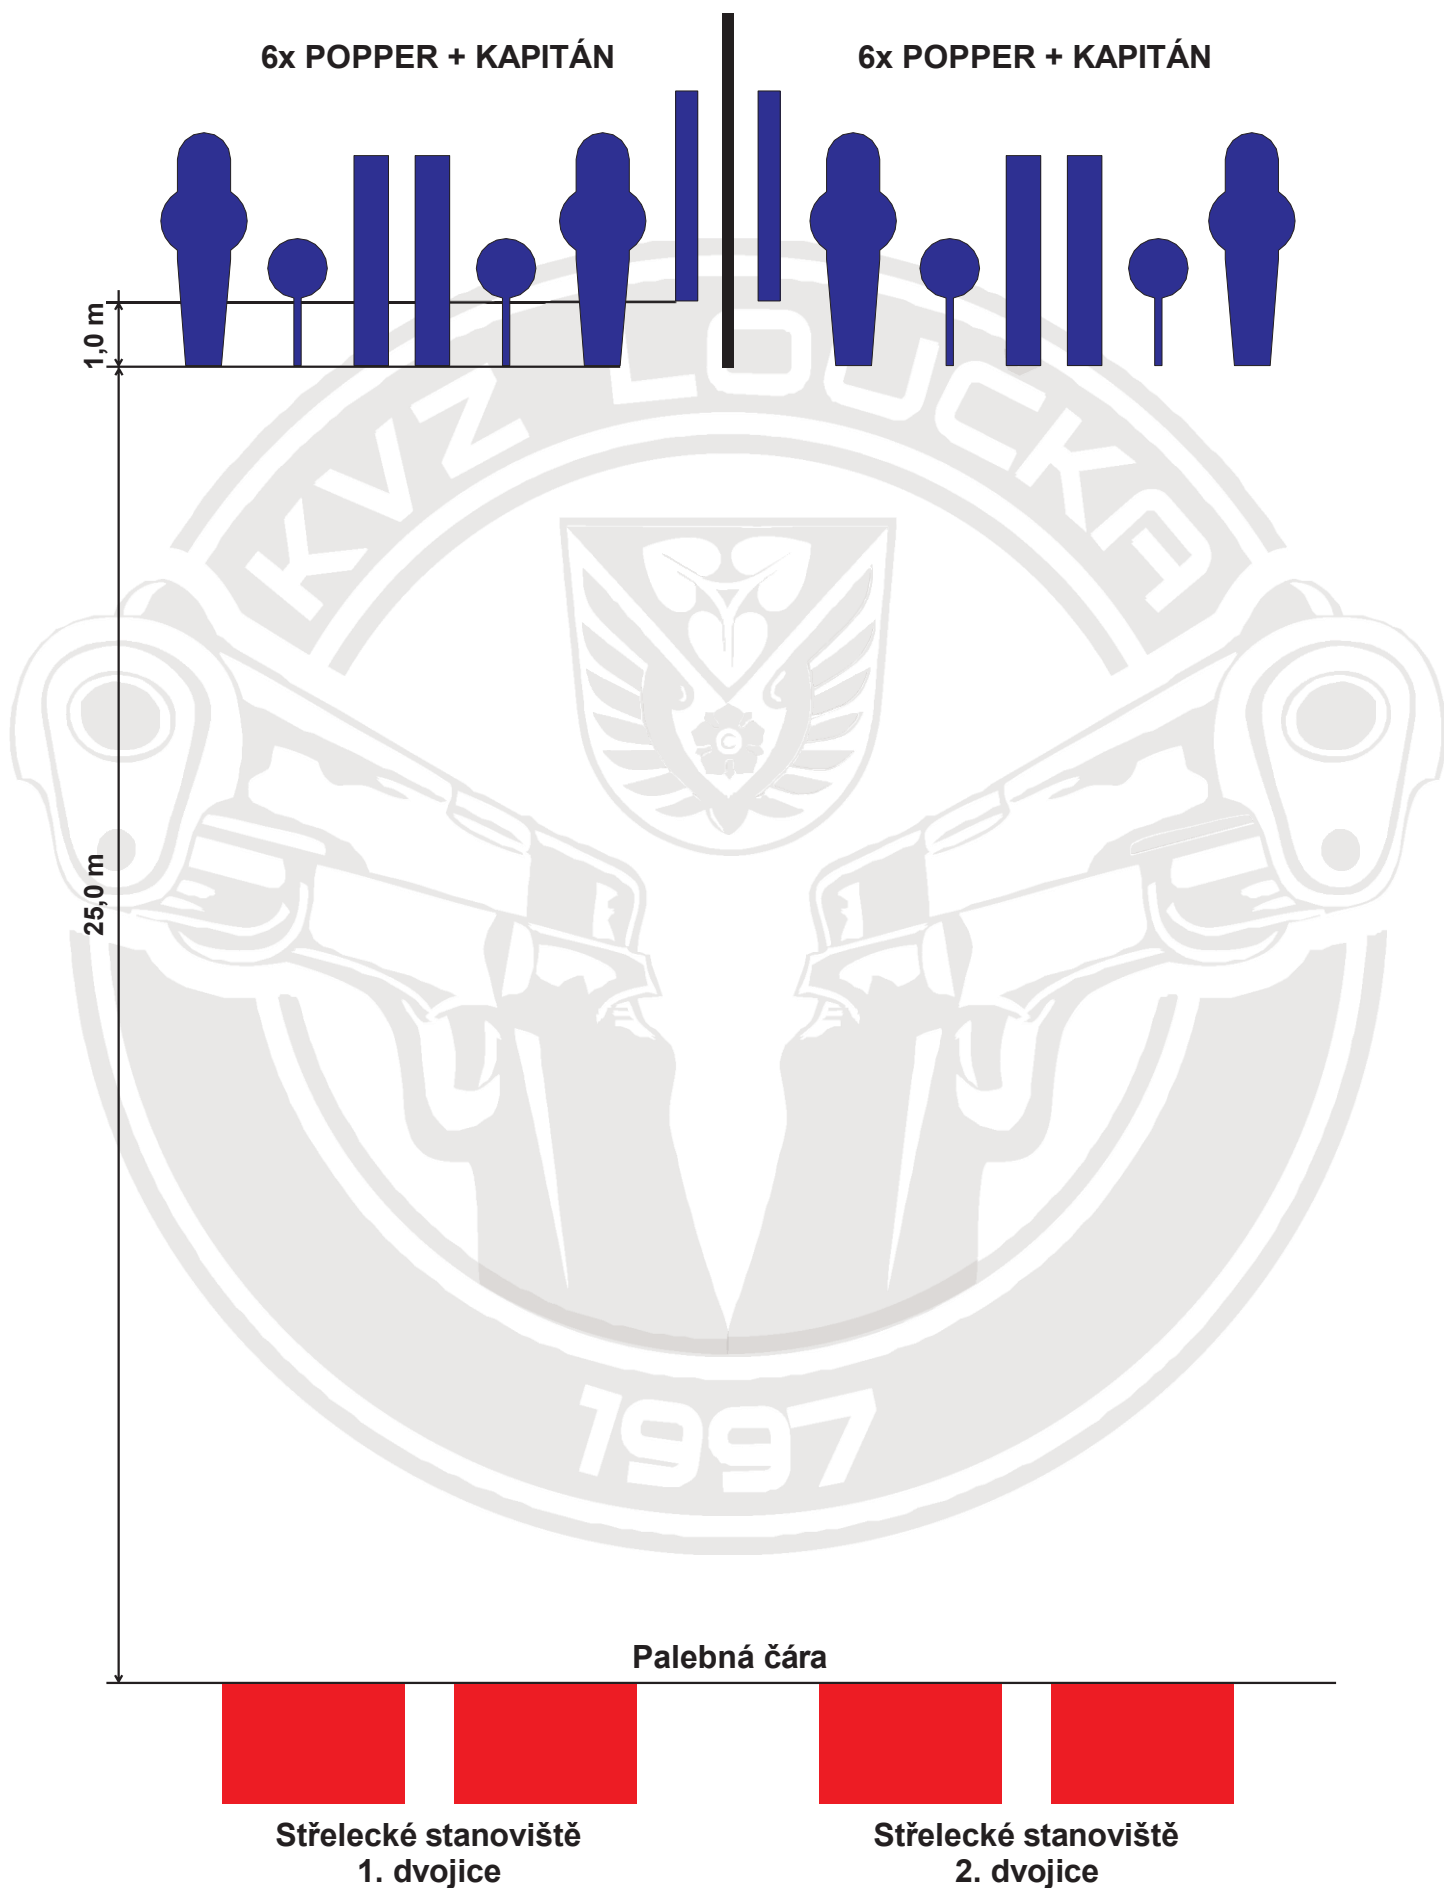 6x POPPER + KAPITÁN
6x POPPER + KAPITÁN
1,0 m
KVZ LOUCKA
25,0 m
1997
Palebná čára
Střelecké stanoviště
1. dvojice
Střelecké stanoviště
2. dvojice